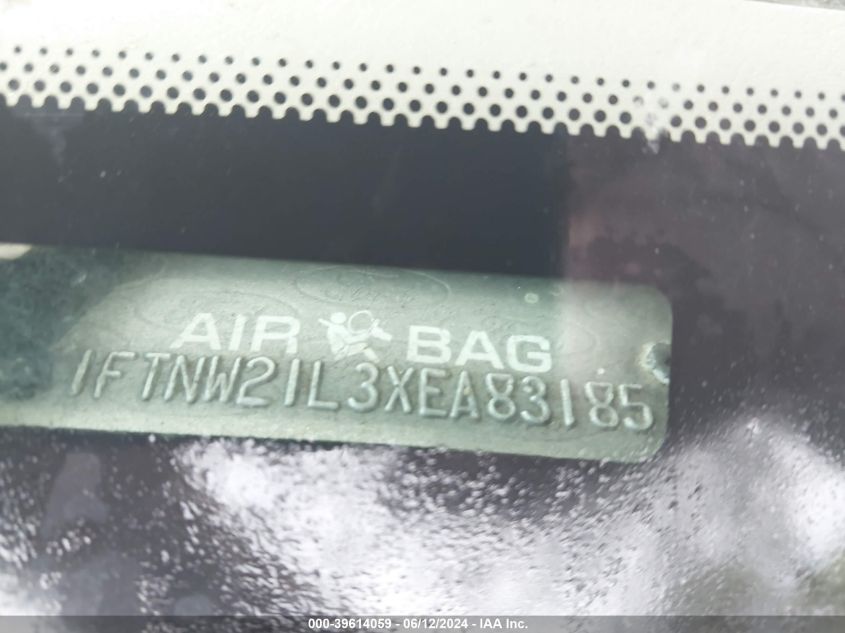 AIR BAG
1FTNW21L3XEA83185
000-39614059 - 06/12/2024 - IAA Inc.